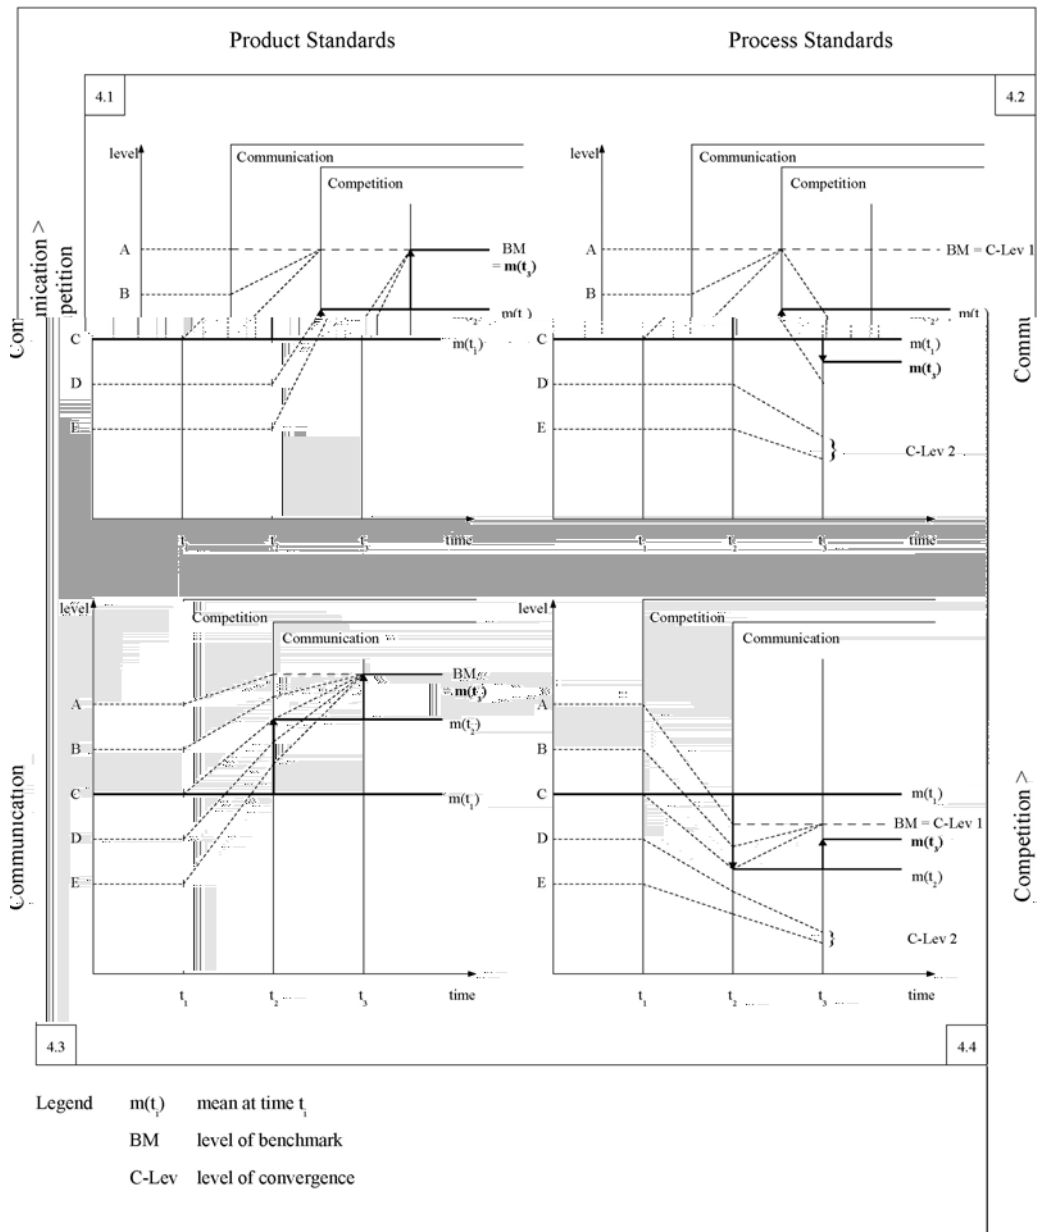 Product Standards
Process Standards
4.1
4.2
level
Communication
Competition
A
B
C
D
E
BM
= m(t3)
m(t1)
time
level
Communication
Competition
A
B
C
D
E
BM = C-Lev 1
m(t1)
m(t3)
C-Lev 2
t1
t2
t3
time
level
Competition
Communication
A
B
C
D
E
BM
m(t3)
m(t2)
m(t1)
t1
t2
t3
time
level
Competition
Communication
A
B
C
D
E
m(t1)
BM = C-Lev 1
m(t3)
m(t2)
C-Lev 2
t1
t2
t3
time
Communication
Competition >
4.3
4.4
Legend m(ti) mean at time ti
BM level of benchmark
C-Lev level of convergence